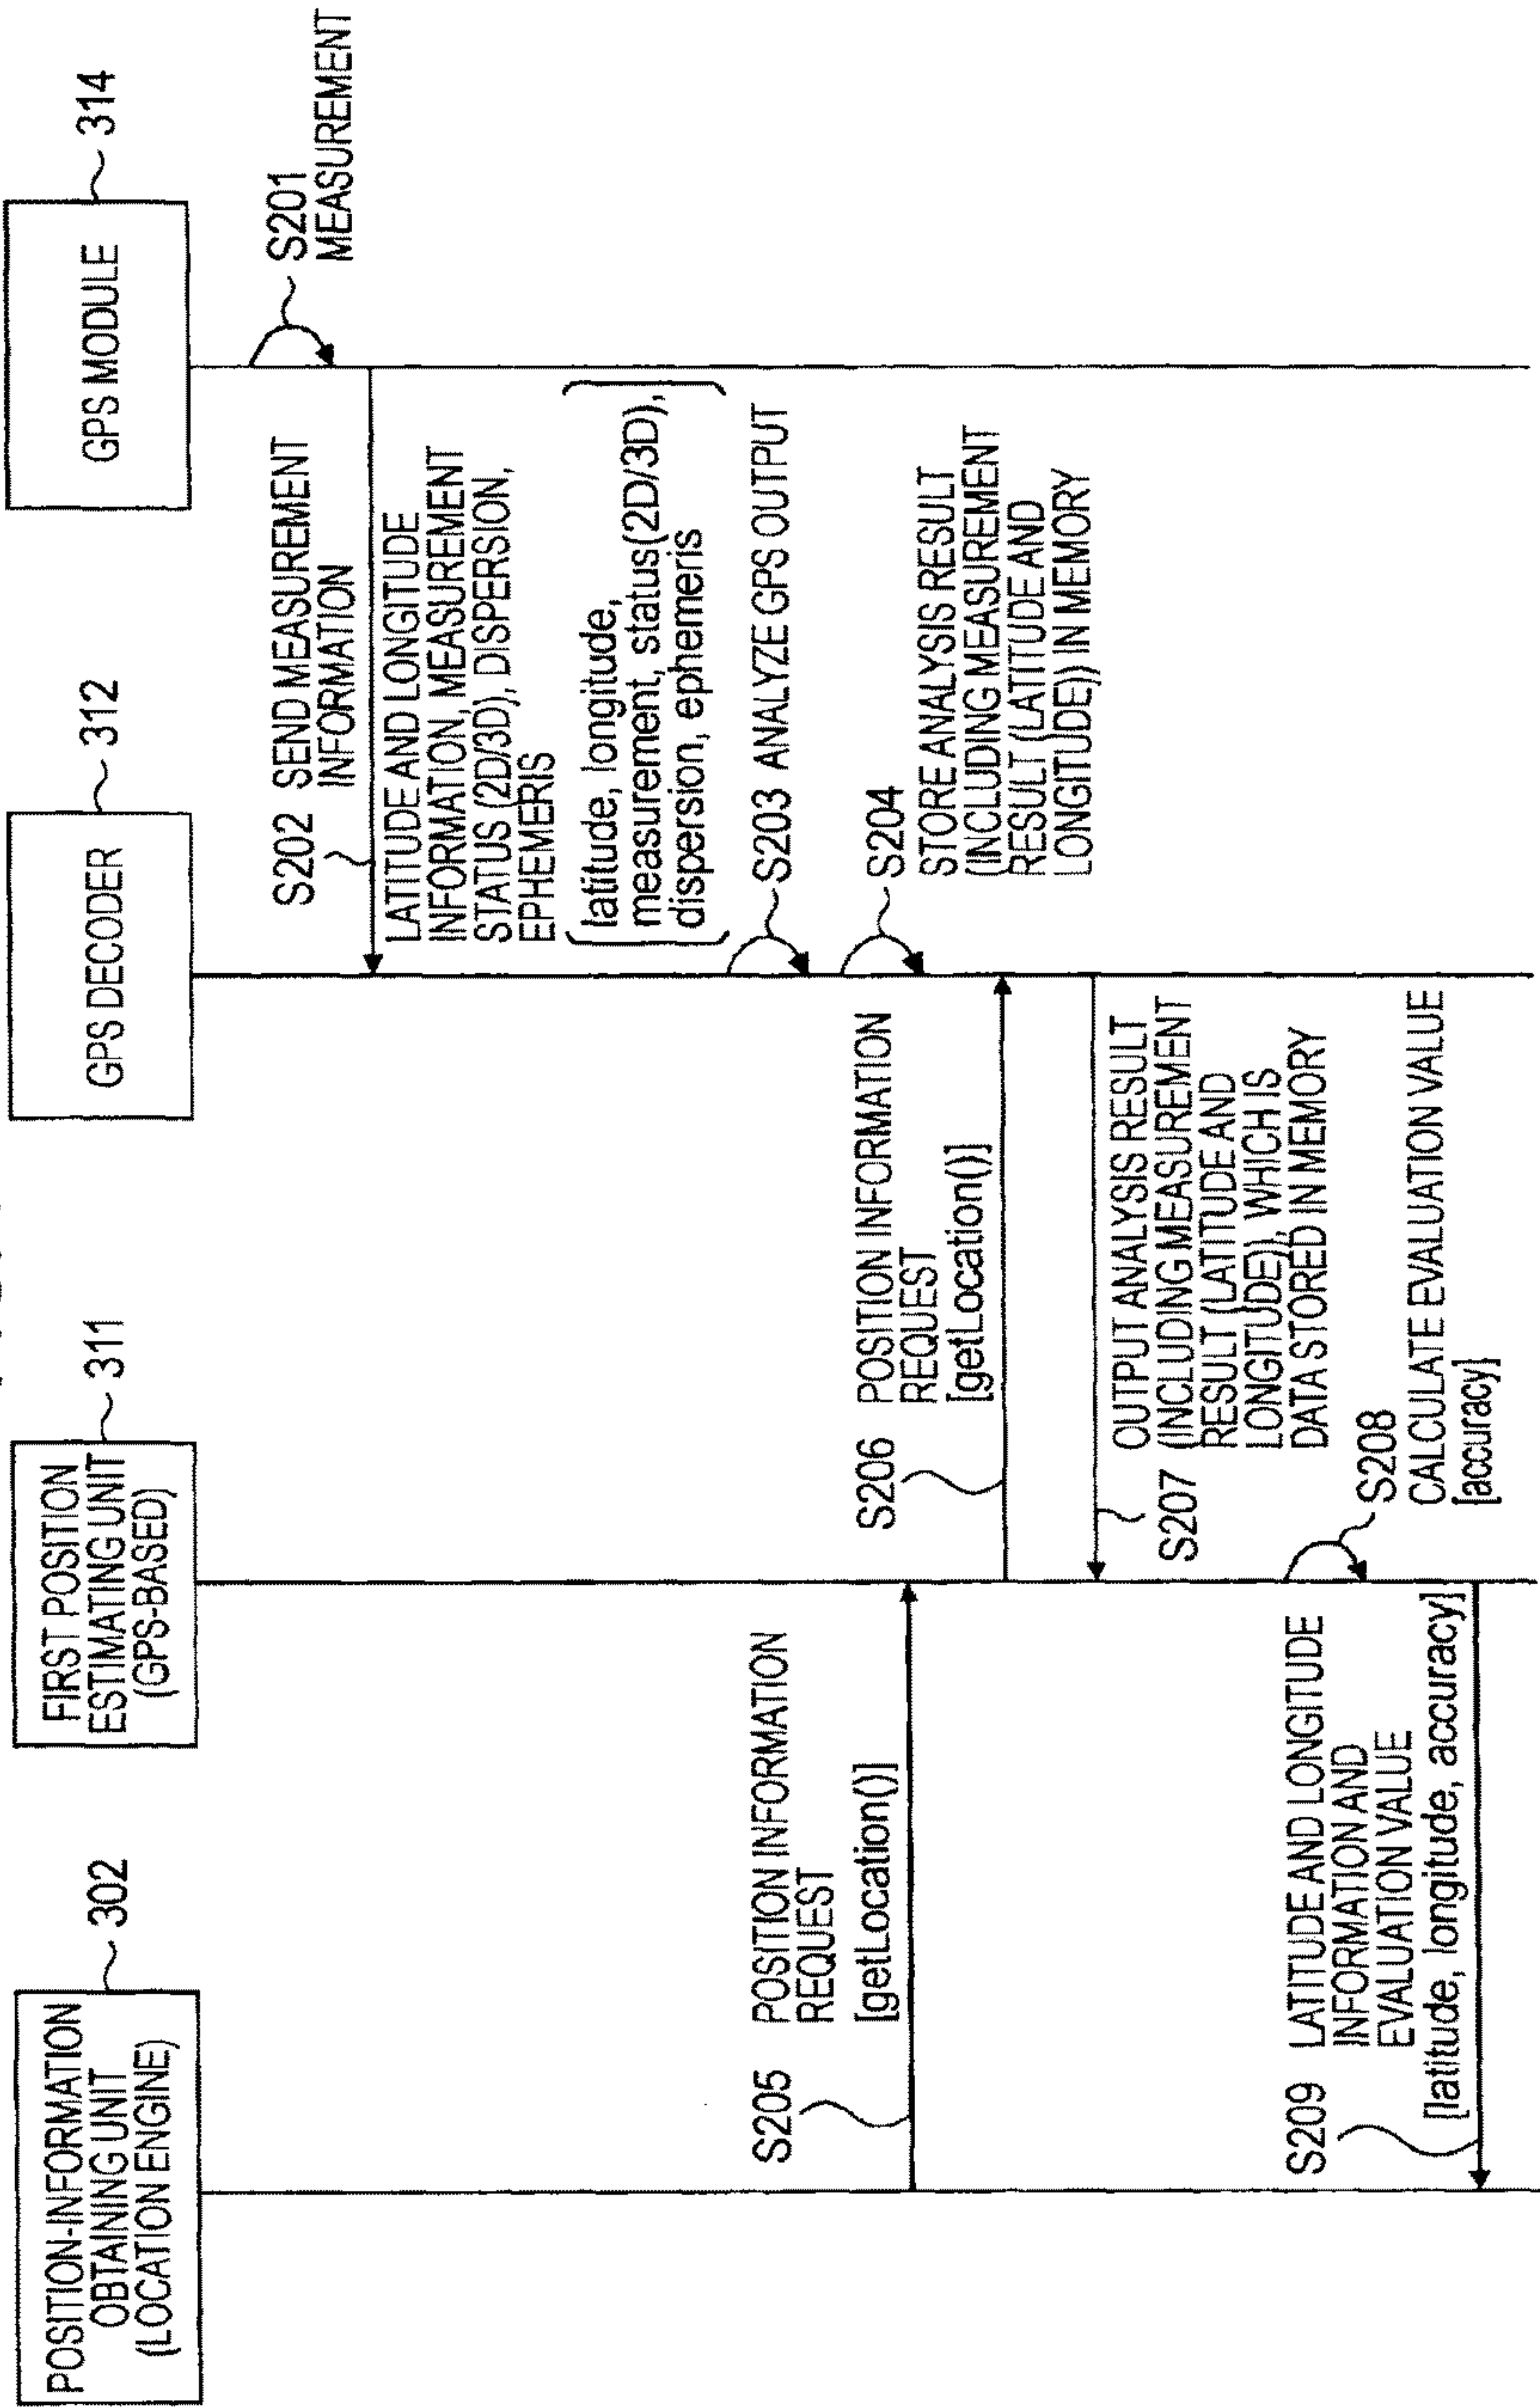 POSITION-INFORMATION
OBTAINING UNIT
(LOCATION ENGINE)
302
FIRST POSITION
ESTIMATING UNIT
(GPS-BASED)
311
GPS DECODER
312
GPS MODULE
314
S201
MEASUREMENT
S202 SEND MEASUREMENT
INFORMATION
LATITUDE AND LONGITUDE
INFORMATION, MEASUREMENT
STATUS (2D/3D), DISPERSION,
EPHEMERIS
latitude, longitude,
measurement, status(2D/3D),
dispersion, ephemeris
S203 ANALYZE GPS OUTPUT
S204
STORE ANALYSIS RESULT
(INCLUDING MEASUREMENT
RESULT (LATITUDE AND
LONGITUDE)) IN MEMORY
S205 POSITION INFORMATION
REQUEST
[getLocation()]
S206 POSITION INFORMATION
REQUEST
[getLocation()]
S207
OUTPUT ANALYSIS RESULT
(INCLUDING MEASUREMENT
RESULT (LATITUDE AND
LONGITUDE)), WHICH IS
DATA STORED IN MEMORY
S208
CALCULATE EVALUATION VALUE
[accuracy]
S209 LATITUDE AND LONGITUDE
INFORMATION AND
EVALUATION VALUE
[latitude, longitude, accuracy]